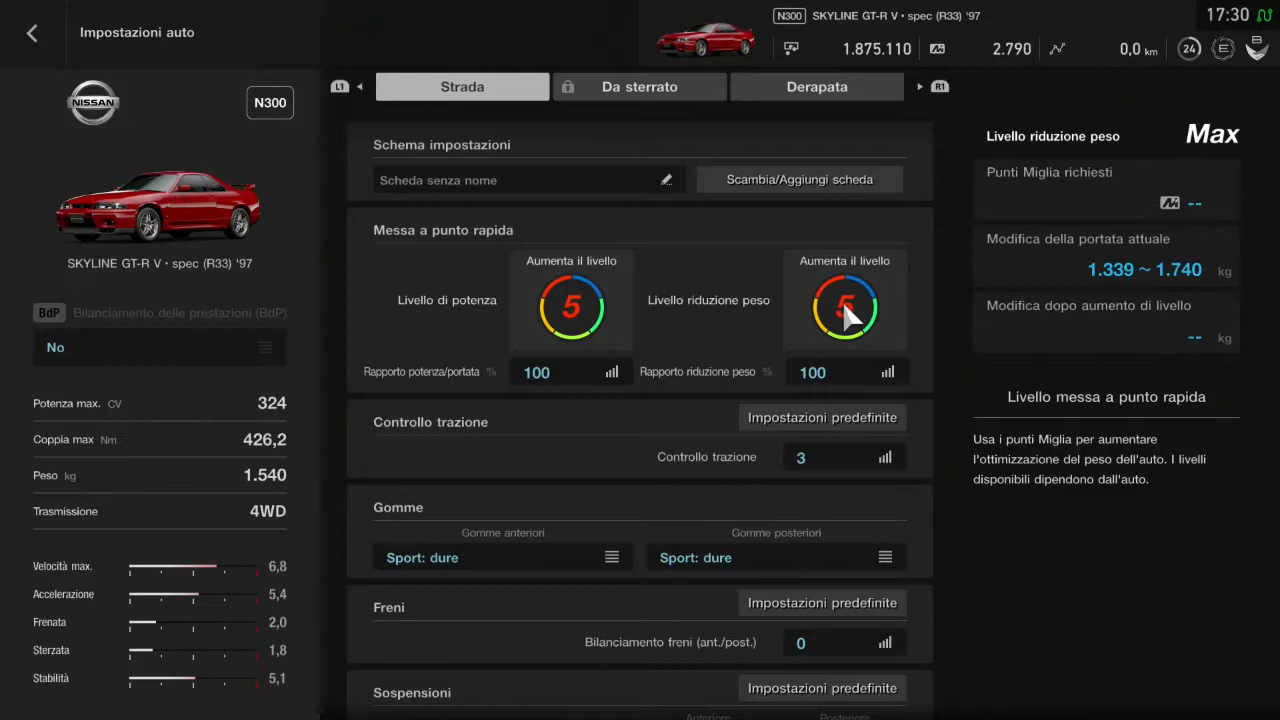 Impostazioni auto
N300 SKYLINE GT-R V・spec (R33) '97
17:30
1.875.110
2.790
0,0 km
24
E
B
NISSAN
N300
SKYLINE GT-R V・spec (R33) '97
BdP Bilanciamento delle prestazioni (BdP)
No
Potenza max. CV 324
Coppia max Nm 426,2
Peso kg 1.540
Trasmissione 4WD
Velocità max. 6,8
Accelerazione 5,4
Frenata 2,0
Sterzata 1,8
Stabilità 5,1
L1 Strada Da sterrato Derapata R1
Schema impostazioni
Scheda senza nome Scambia/Aggiungi scheda
Messa a punto rapida
Aumenta il livello Aumenta il livello
Livello di potenza 5 Livello riduzione peso 5
Rapporto potenza/portata % 100 Rapporto riduzione peso % 100
Controllo trazione Impostazioni predefinite
Controllo trazione 3
Gomme
Gomme anteriori Gomme posteriori
Sport: dure Sport: dure
Freni Impostazioni predefinite
Bilanciamento freni (ant./post.) 0
Sospensioni Impostazioni predefinite
Anteriore Posteriore
Livello riduzione peso Max
Punti Miglia richiesti
--
Modifica della portata attuale
1.339 ~ 1.740 kg
Modifica dopo aumento di livello
-- kg
Livello messa a punto rapida
Usa i punti Miglia per aumentare
l'ottimizzazione del peso dell'auto. I livelli
disponibili dipendono dall'auto.